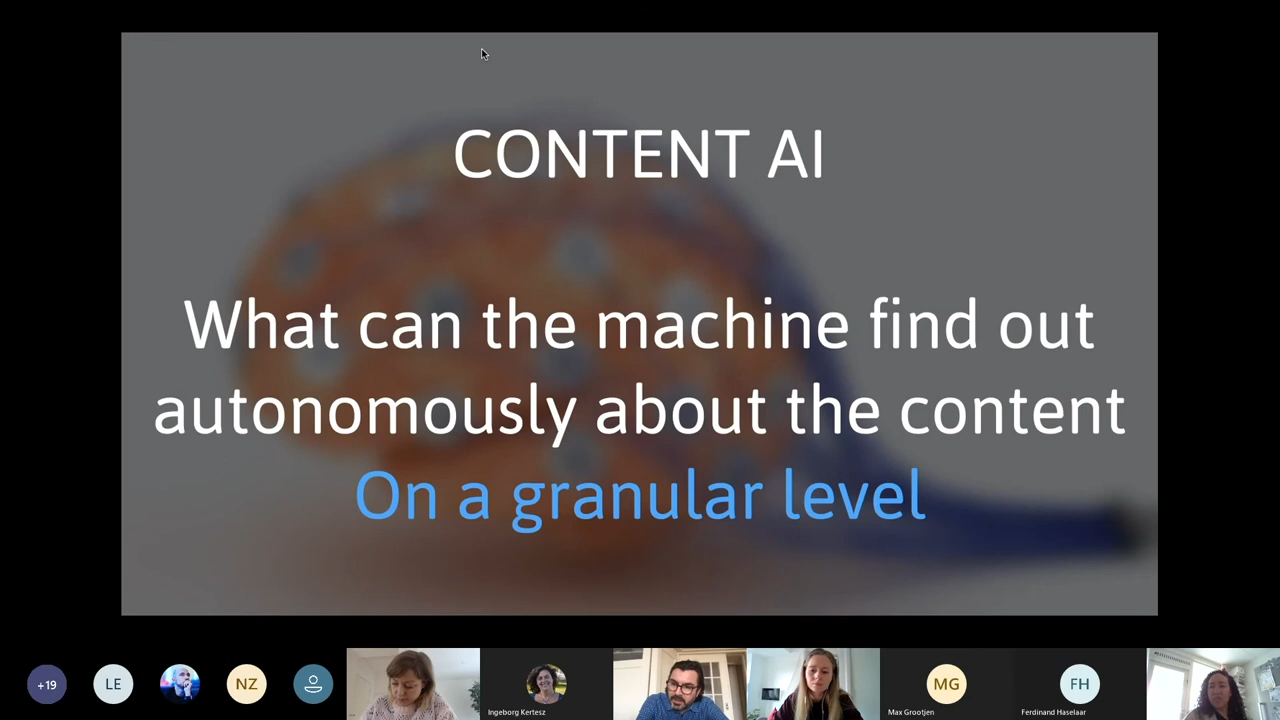 CONTENT AI
What can the machine find out
autonomously about the content
On a granular level
+19
LE
NZ
Ingeborg Kertesz
MG
Max Grootjen
FH
Ferdinand Haselaar